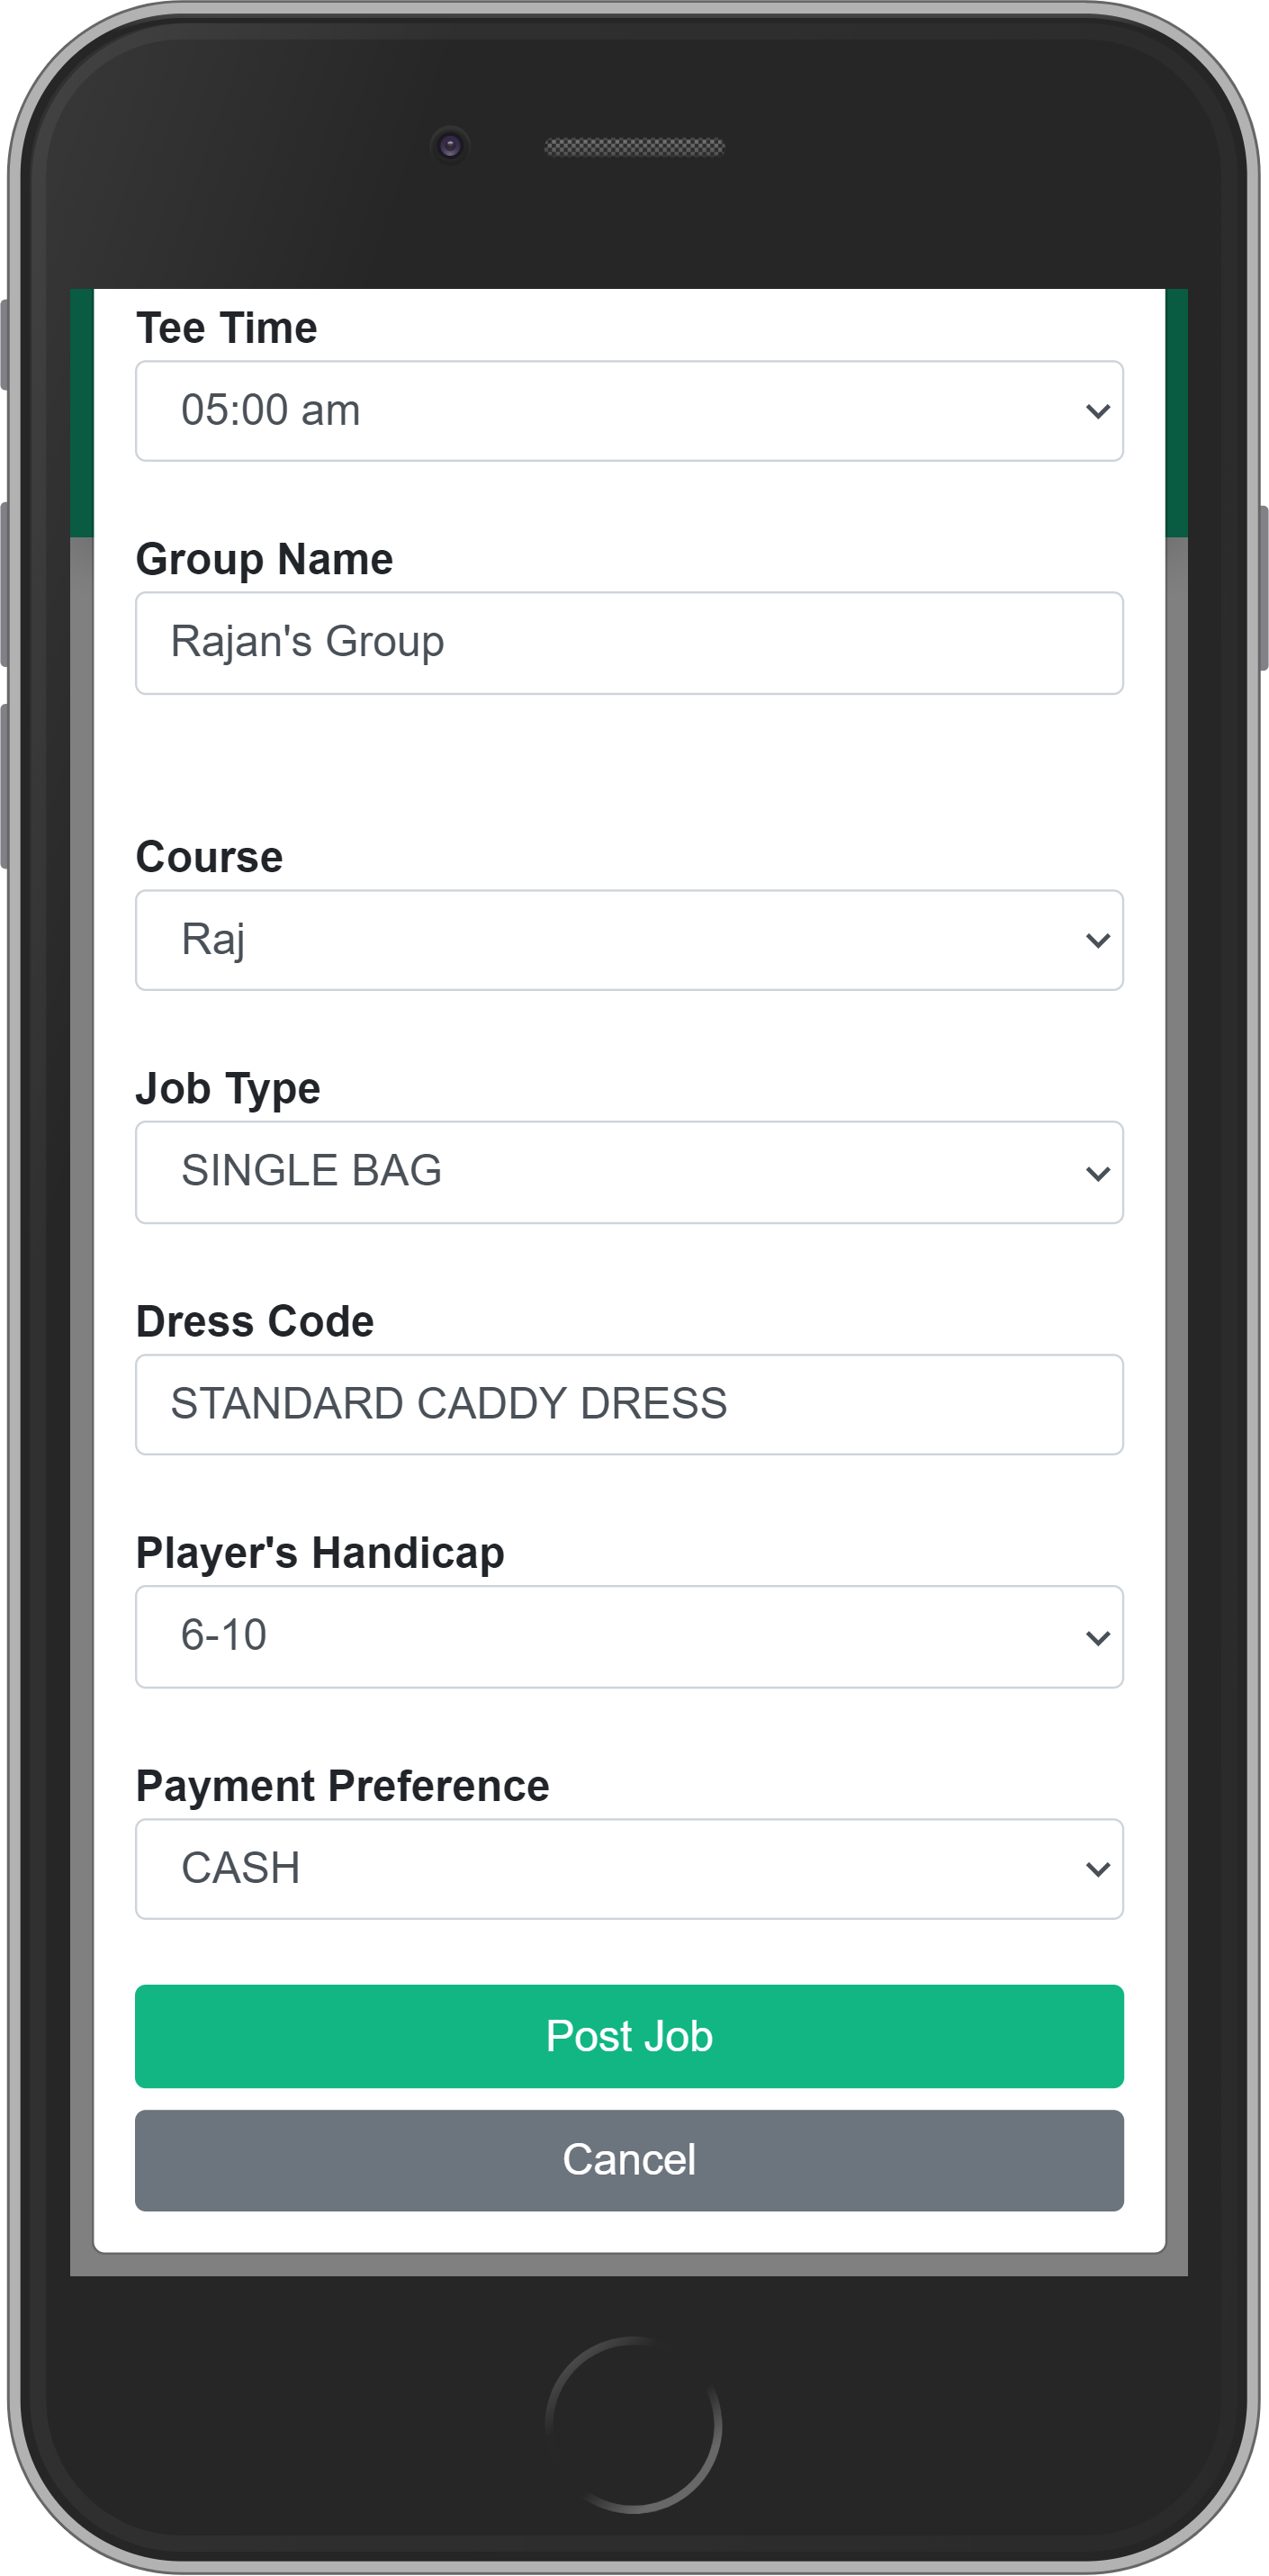 Tee Time
05:00 am
Group Name
Rajan's Group
Course
Raj
Job Type
SINGLE BAG
Dress Code
STANDARD CADDY DRESS
Player's Handicap
6-10
Payment Preference
CASH
Post Job
Cancel